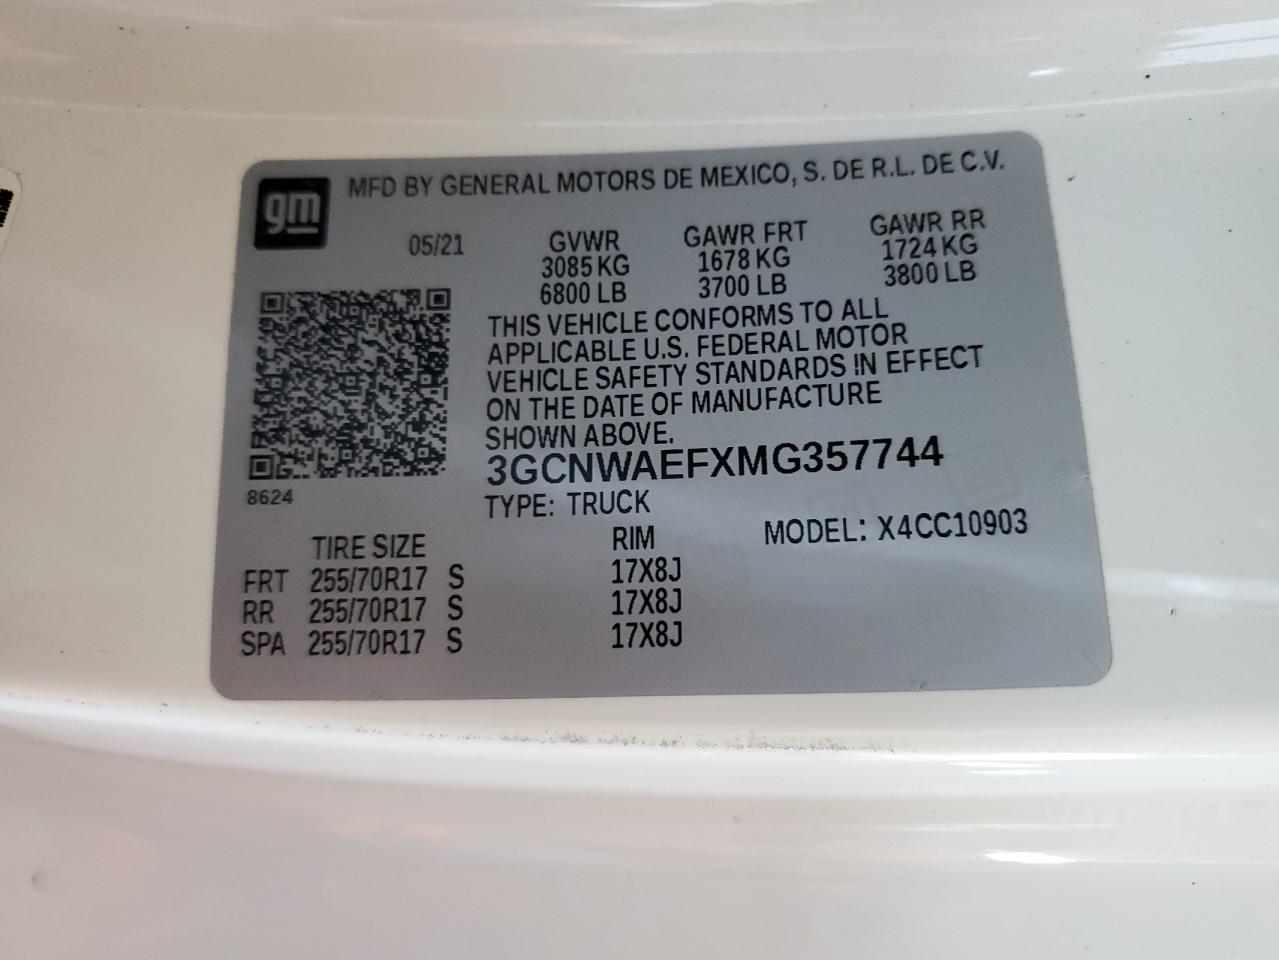 gm
MFD BY GENERAL MOTORS DE MEXICO, S. DE R.L. DE C.V.
05/21
GVWR GAWR FRT GAWR RR
3085 KG 1678 KG 1724 KG
6800 LB 3700 LB 3800 LB
THIS VEHICLE CONFORMS TO ALL
APPLICABLE U.S. FEDERAL MOTOR
VEHICLE SAFETY STANDARDS IN EFFECT
ON THE DATE OF MANUFACTURE
SHOWN ABOVE.
3GCNWAEFXMG357744
8624
TYPE: TRUCK
MODEL: X4CC10903
TIRE SIZE RIM
FRT 255/70R17 S 17X8J
RR 255/70R17 S 17X8J
SPA 255/70R17 S 17X8J